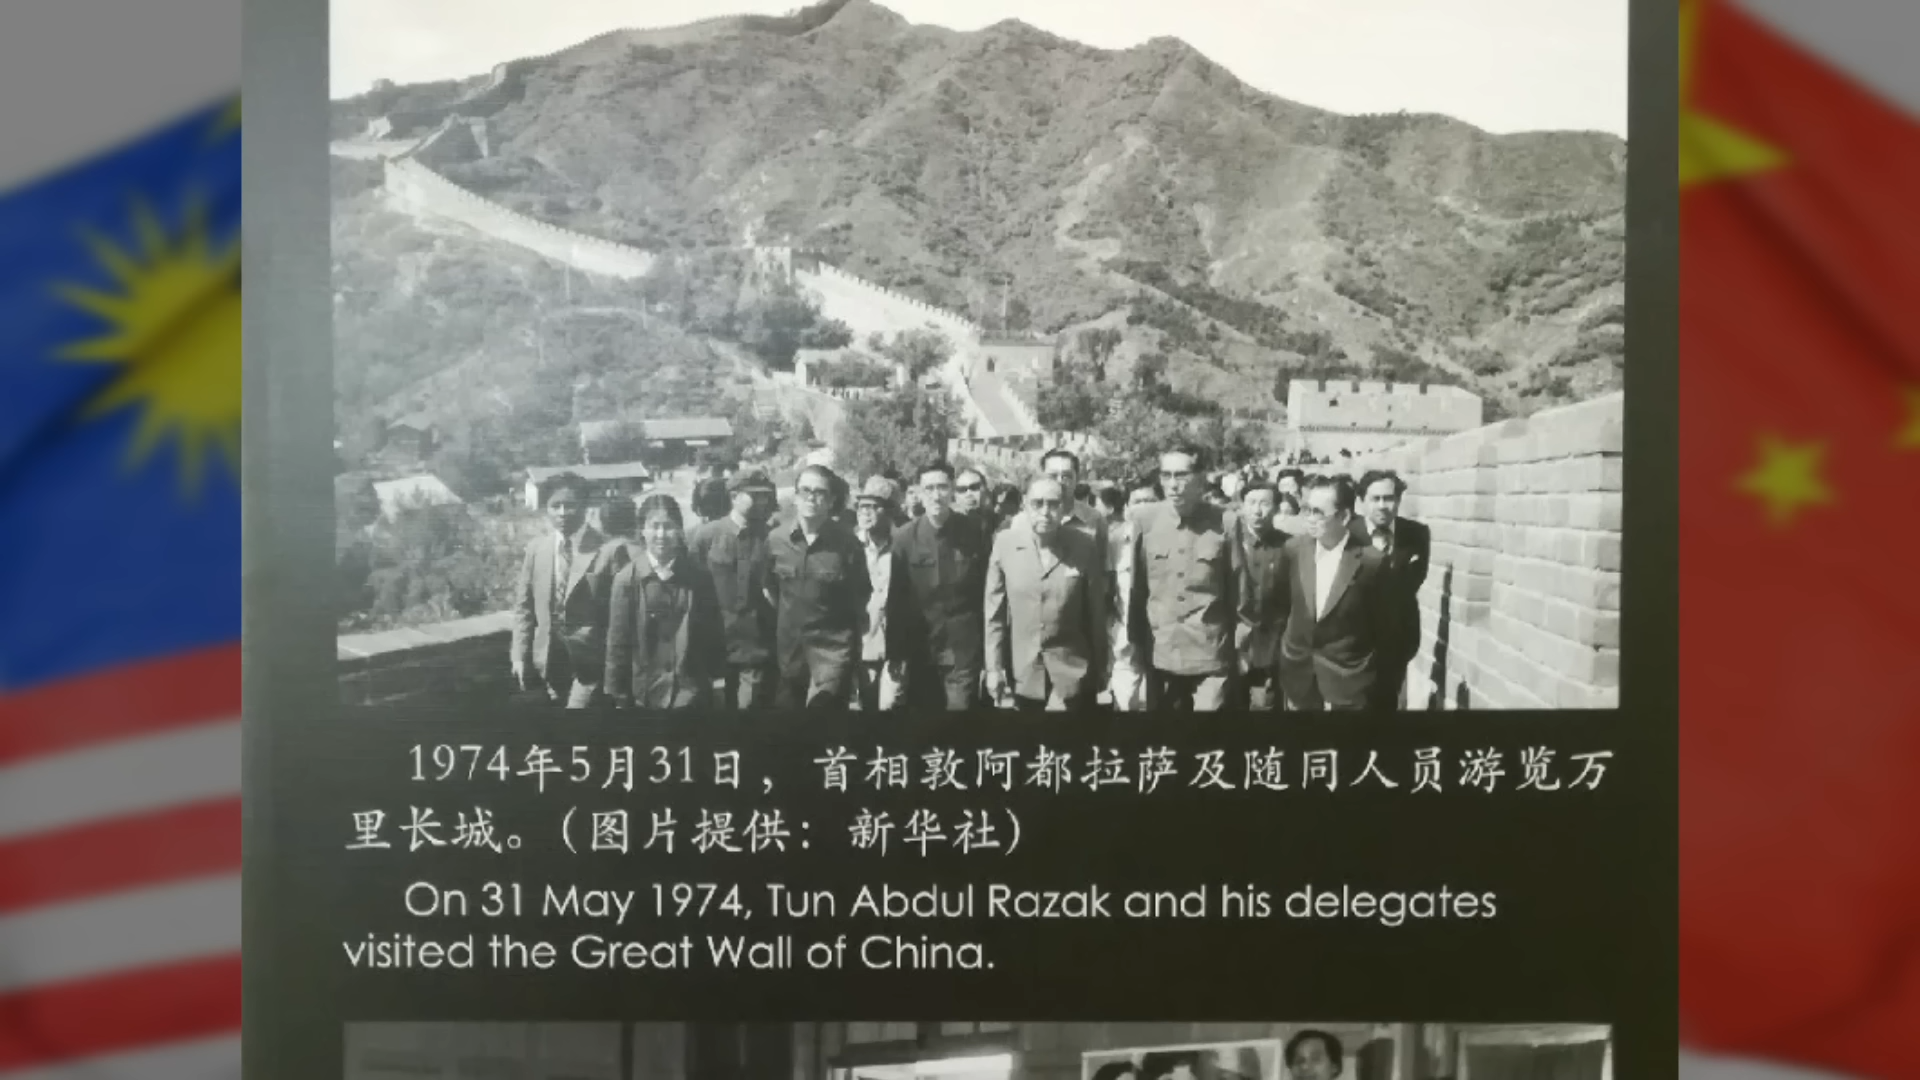 1974年5月31日，首相敦阿都拉萨及随同人员游览万
里长城。（图片提供：新华社）
On 31 May 1974, Tun Abdul Razak and his delegates
visited the Great Wall of China.